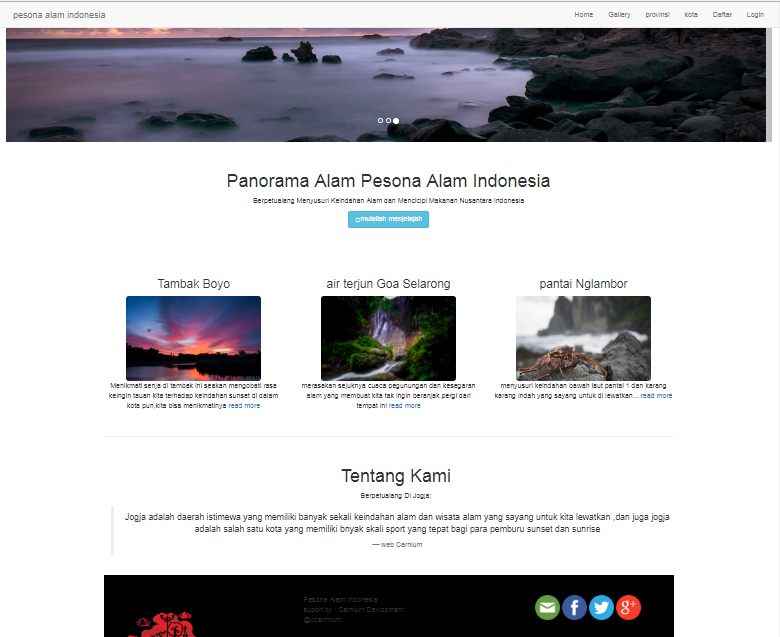 pesona alam indonesia
Home Gallery provinsi kota Daftar Login
Panorama Alam Pesona Alam Indonesia
Berpetualang Menyusuri Keindahan Alam dan Mencicipi Makanan Nusantara Indonesia
mulailah menjelajah
Tambak Boyo
Menikmati senja di tambak ini seakan mengobati rasa
keingin tauan kita terhadap keindahan sunset di dalam
kota pun,kita bisa menikmatinya read more
air terjun Goa Selarong
merasakan sejuknya cuaca pegunungan dan kesegaran
alam yang membuat kita tak ingin beranjak pergi dari
tempat ini read more
pantai Nglambor
menyusuri keindahan bawah laut pantai * dan karang
karang indah yang sayang untuk di lewatkan... read more
Tentang Kami
Berpetualang Di Jogja:
Jogja adalah daerah istimewa yang memiliki banyak sekali keindahan alam dan wisata alam yang sayang untuk kita lewatkan ,dan juga jogja
adalah salah satu kota yang memiliki bnyak skali sport yang tepat bagi para pemburu sunset dan sunrise
— web Carnium
Pesona Alam Indonesia
suport by : Carnium Devlopment
@ccarmium
f
g+